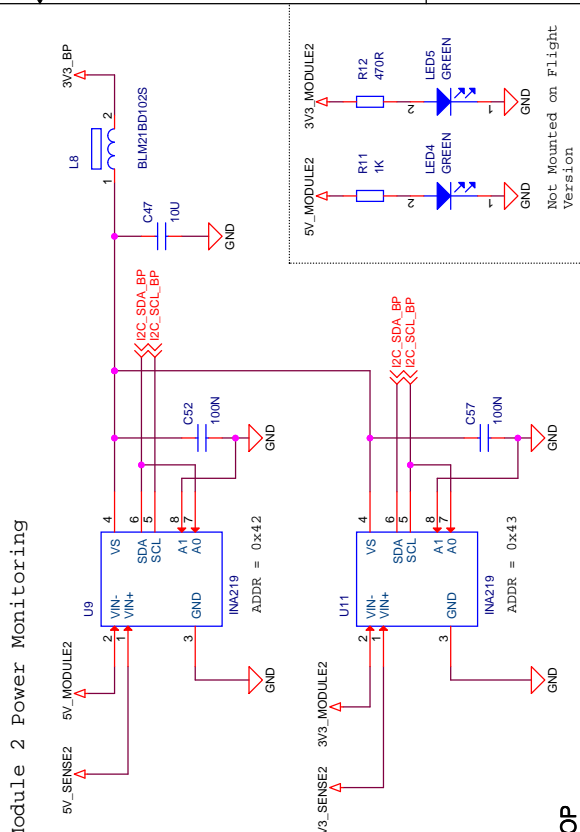 Module 2 Power Monitoring
5V_SENSE2
5V_MODULE2
2
1
3
U9
VIN-
VIN+
GND
VS
SDA
SCL
A1
A0
INA219
ADDR = 0x42
4
6
5
8
7
GND
C52
100N
GND
I2C_SDA_BP
I2C_SCL_BP
C47
10U
GND
L8
1
2
BLM21BD102S
3V3_BP
3V3_SENSE2
3V3_MODULE2
2
1
3
U11
VIN-
VIN+
GND
VS
SDA
SCL
A1
A0
INA219
ADDR = 0x43
4
6
5
8
7
GND
C57
100N
GND
I2C_SDA_BP
I2C_SCL_BP
5V_MODULE2
R11
1K
2
LED4
GREEN
1
GND
3V3_MODULE2
R12
470R
2
LED5
GREEN
1
GND
Not Mounted on Flight
Version
OP